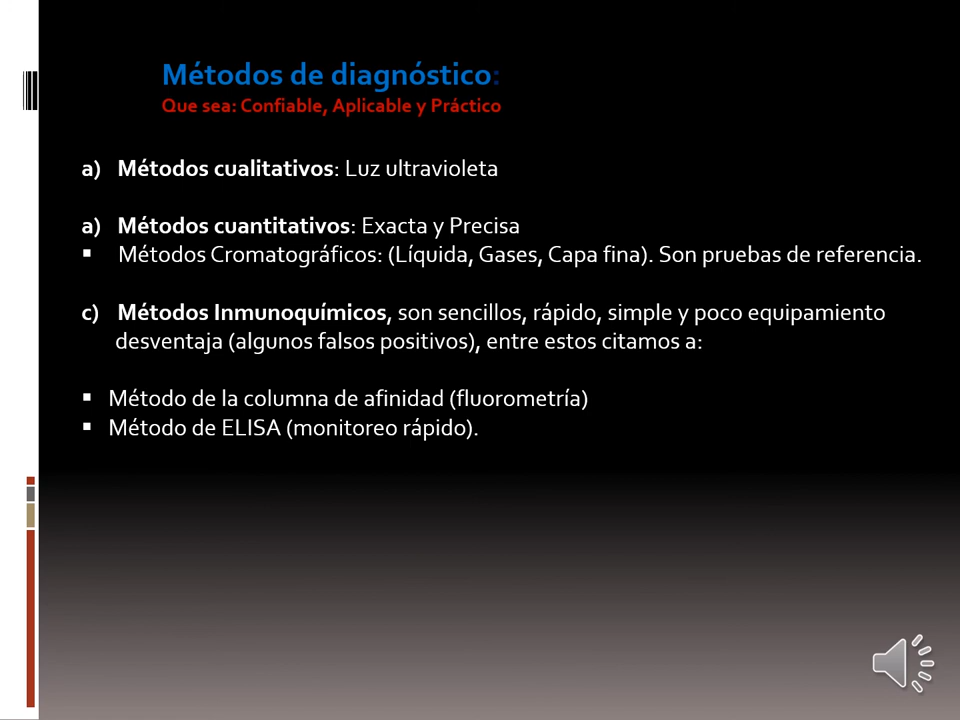 Métodos de diagnóstico:
Que sea: Confiable, Aplicable y Práctico
a) Métodos cualitativos: Luz ultravioleta
a) Métodos cuantitativos: Exacta y Precisa
▪ Métodos Cromatográficos: (Líquida, Gases, Capa fina). Son pruebas de referencia.
c) Métodos Inmunoquímicos, son sencillos, rápido, simple y poco equipamiento
desventaja (algunos falsos positivos), entre estos citamos a:
▪ Método de la columna de afinidad (fluorometría)
▪ Método de ELISA (monitoreo rápido).